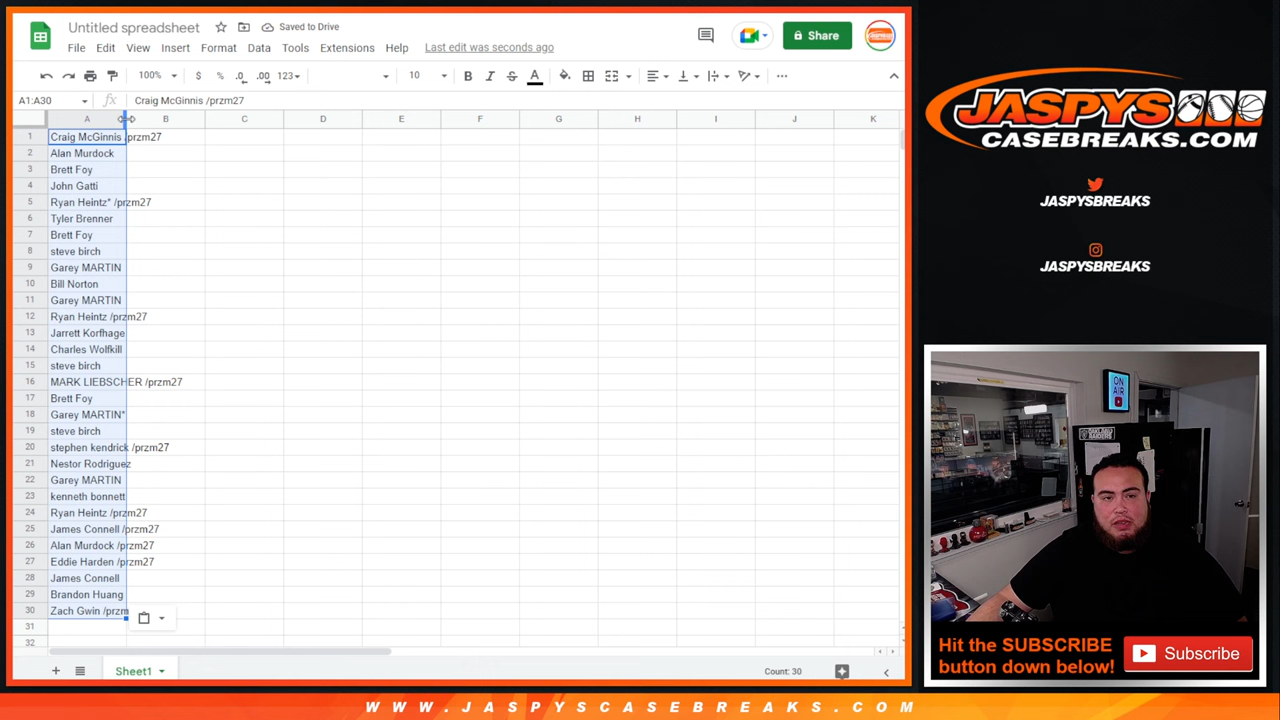 Untitled spreadsheet
Saved to Drive
File Edit View Insert Format Data Tools Extensions Help Last edit was seconds ago
Share
100% $ % .0 .00 123 10 B I S A
A1:A30 fx Craig McGinnis /przm27
A B C D E F G H I J K
1 Craig McGinnis /przm27
2 Alan Murdock
3 Brett Foy
4 John Gatti
5 Ryan Heintz* /przm27
6 Tyler Brenner
7 Brett Foy
8 steve birch
9 Garey MARTIN
10 Bill Norton
11 Garey MARTIN
12 Ryan Heintz /przm27
13 Jarrett Korfhage
14 Charles Wolfkill
15 steve birch
16 MARK LIEBSCHER /przm27
17 Brett Foy
18 Garey MARTIN*
19 steve birch
20 stephen kendrick /przm27
21 Nestor Rodriguez
22 Garey MARTIN
23 kenneth bonnett
24 Ryan Heintz /przm27
25 James Connell /przm27
26 Alan Murdock /przm27
27 Eddie Harden /przm27
28 James Connell
29 Brandon Huang
30 Zach Gwin /przm
31
32
Sheet1
Count: 30
JASPYS
CASEBREAKS.COM
JASPYSBREAKS
JASPYSBREAKS
ON
AIR
Hit the SUBSCRIBE
button down below!
Subscribe
WWW.JASPYSCASEBREAKS.COM